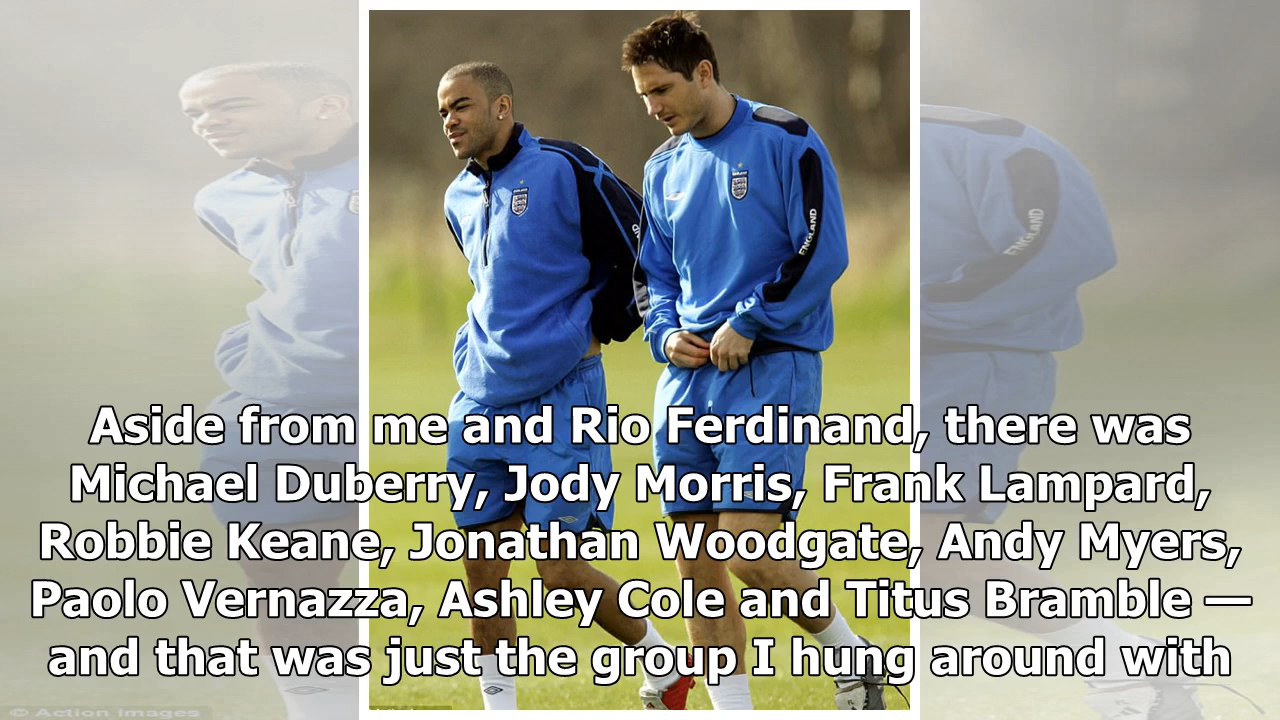 ENGLAND
ENGLAND
Aside from me and Rio Ferdinand, there was
Michael Duberry, Jody Morris, Frank Lampard,
Robbie Keane, Jonathan Woodgate, Andy Myers,
Paolo Vernazza, Ashley Cole and Titus Bramble —
and that was just the group I hung around with
© Action Images